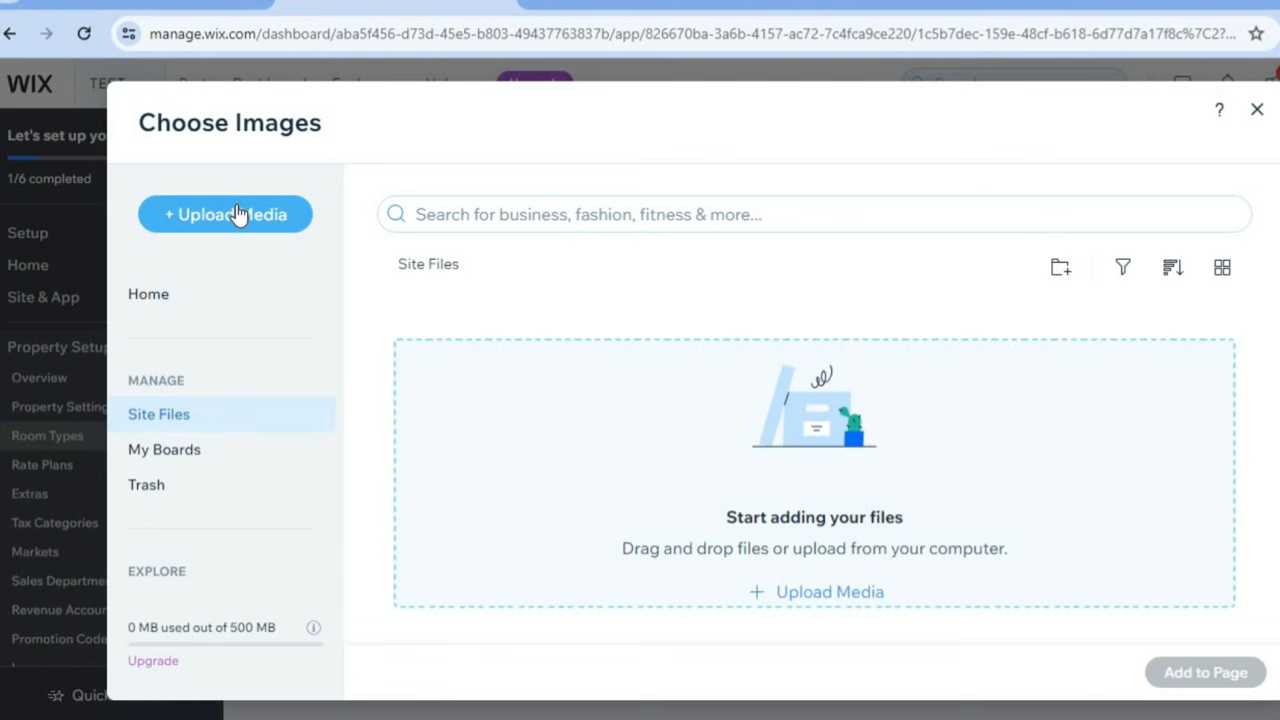 manage.wix.com/dashboard/aba5f456-d73d-45e5-b803-49437763837b/app/826670ba-3a6b-4157-ac72-7c4fca9ce220/1c5b7dec-159e-48cf-b618-6d77d7a17f8c%7C2?...
WIX
TEST
Choose Images
?
Let's set up yo
1/6 completed
Setup
Home
Site & App
Property Setup
Overview
Property Setting
Room Types
Rate Plans
Extras
Tax Categories
Markets
Sales Departme
Revenue Accour
Promotion Code
Quick
+ Upload Media
Home
MANAGE
Site Files
My Boards
Trash
EXPLORE
0 MB used out of 500 MB
Upgrade
Search for business, fashion, fitness & more...
Site Files
Start adding your files
Drag and drop files or upload from your computer.
+ Upload Media
Add to Page